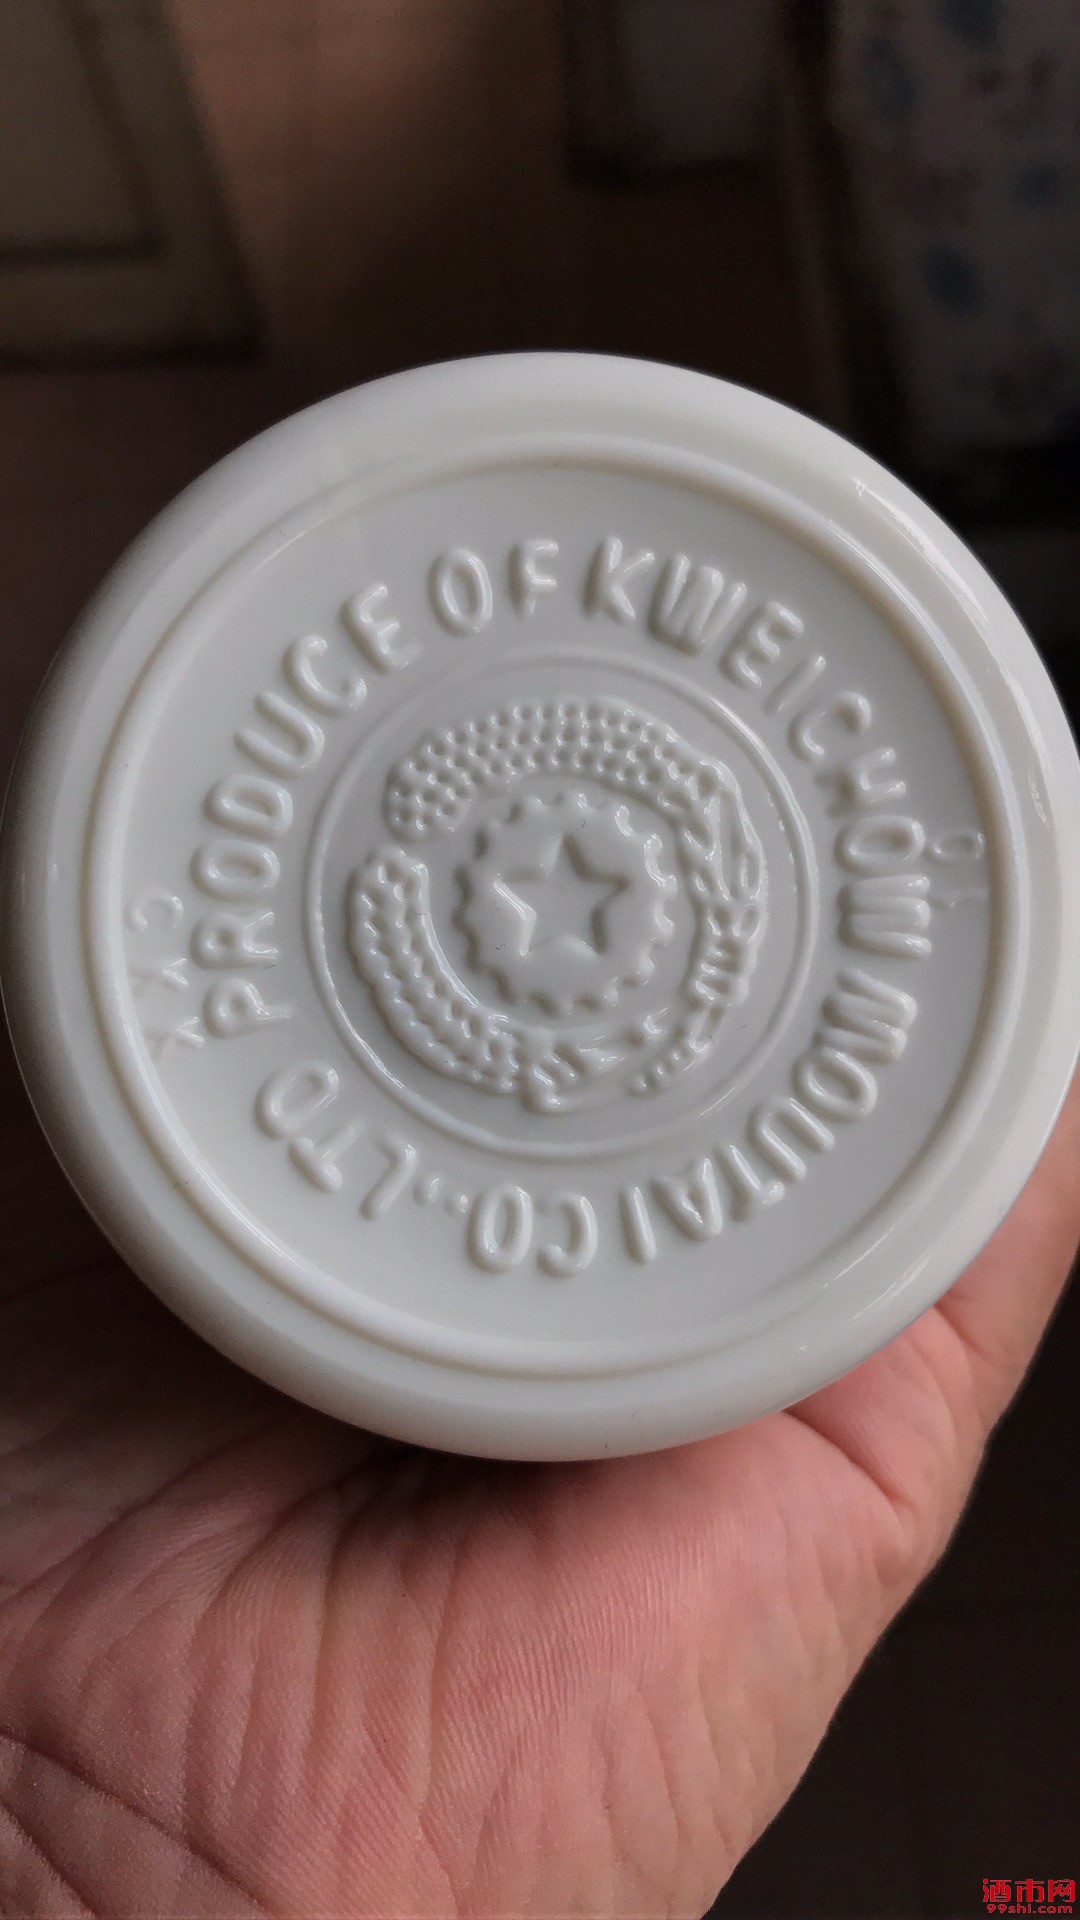 PRODUCE OF KWEICHOW MOUTAI CO.,LTD
酒市网
99shi.com